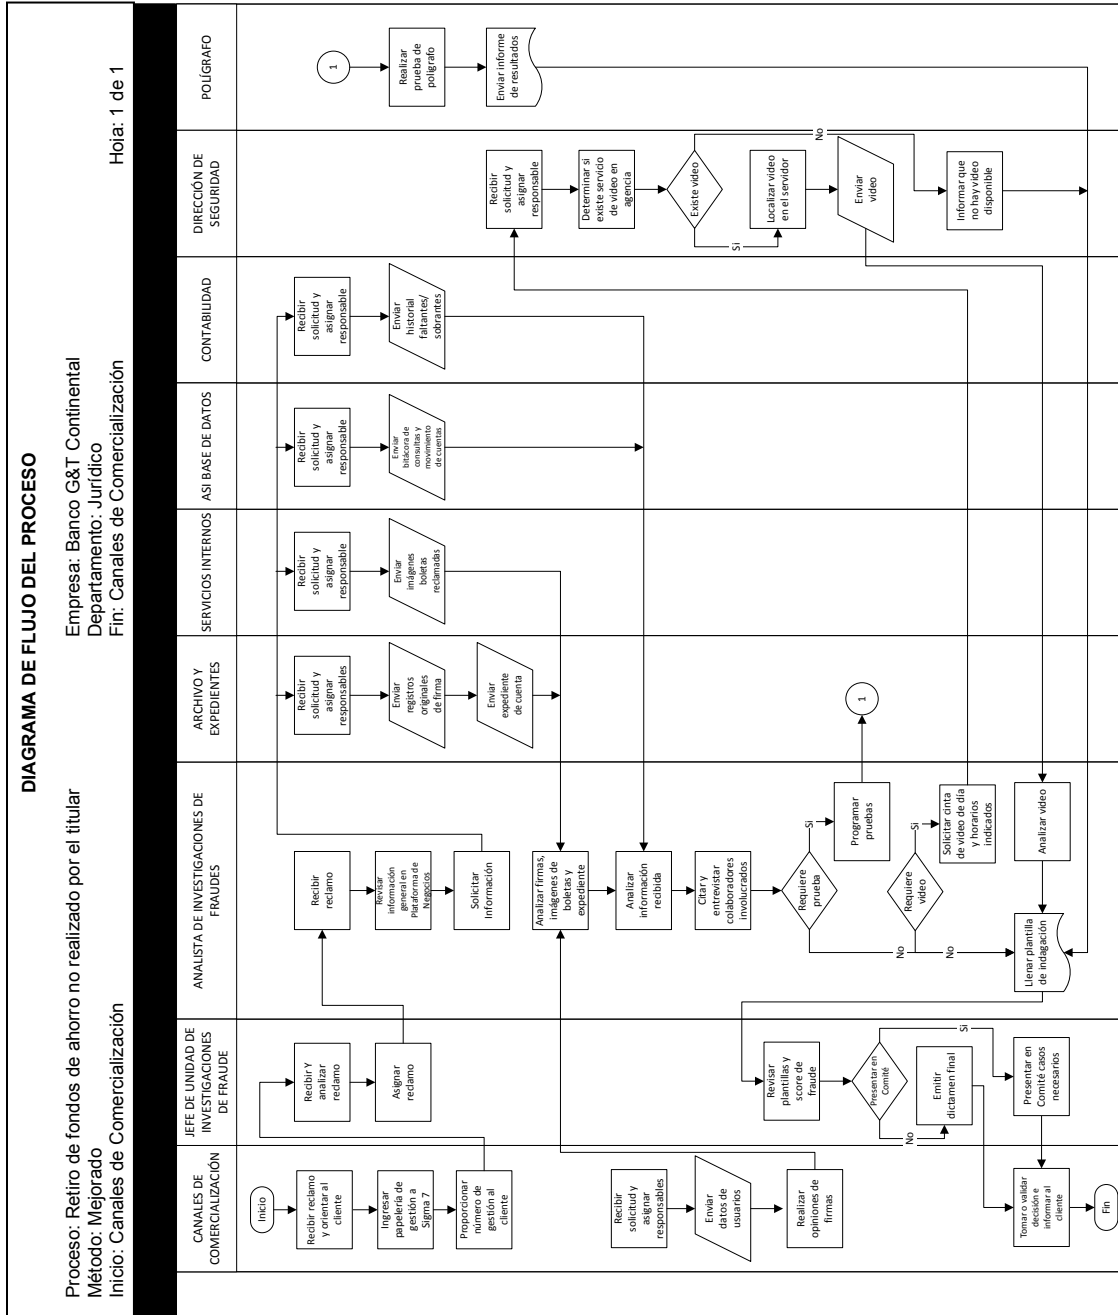 DIAGRAMA DE FLUJO DEL PROCESO
Proceso: Retiro de fondos de ahorro no realizado por el titular
Método: Mejorado
Inicio: Canales de Comercialización
Empresa: Banco G&T Continental
Departamento: Jurídico
Fin: Canales de Comercialización
Hoja: 1 de 1
CANALES DE
COMERCIALIZACIÓN
Inicio
Recibir reclamo
y orientar al
cliente
Ingresar
papelería de
gestión a
Sigma 7
Proporcionar
número de
gestión al
cliente
Recibir
solicitud y
asignar
responsables
Enviar
datos de
usuarios
Realizar
opiniones de
firmas
Tomar o validar
decisión e
informar al
cliente
Fin
JEFE DE UNIDAD DE
INVESTIGACIONES
DE FRAUDE
Recibir y
analizar
reclamo
Asignar
reclamo
Revisar
plantillas y
score de
fraude
Presentar en
Comité
No
Si
Emitir
dictamen final
Presentar en
Comité casos
necesarios
ANALISTA DE INVESTIGACIONES DE
FRAUDES
Recibir
reclamo
Revisar
información
general en
Plataforma de
Negocios
Solicitar
Información
Analizar firmas,
imágenes de
boletas y
expediente
Analizar
información
recibida
Citar y
entrevistar
colaboradores
involucrados
Requiere
prueba
Si
No
Programar
pruebas
Requiere
video
Si
No
Solicitar cinta
de video de día
y horarios
indicados
Analizar video
Llenar plantilla
de indagación
ARCHIVO Y
EXPEDIENTES
Recibir
solicitud y
asignar
responsables
Enviar
registros
originales
de firma
Enviar
expediente
de cuenta
1
SERVICIOS INTERNOS
Recibir
solicitud y
asignar
responsable
Enviar
imágenes
boletas
reclamadas
ASI BASE DE DATOS
Recibir
solicitud y
asignar
responsable
Enviar
bitácora de
consultas y
movimiento
de cuentas
CONTABILIDAD
Recibir
solicitud y
asignar
responsable
Enviar
historial
faltantes/
sobrantes
DIRECCIÓN DE
SEGURIDAD
Recibir
solicitud y
asignar
responsable
Determinar si
existe servicio
de video en
agencia
Existe video
Si
No
Localizar video
en el servidor
Enviar
video
Informar que
no hay video
disponible
POLÍGRAFO
1
Realizar
prueba de
polígrafo
Enviar informe
de resultados